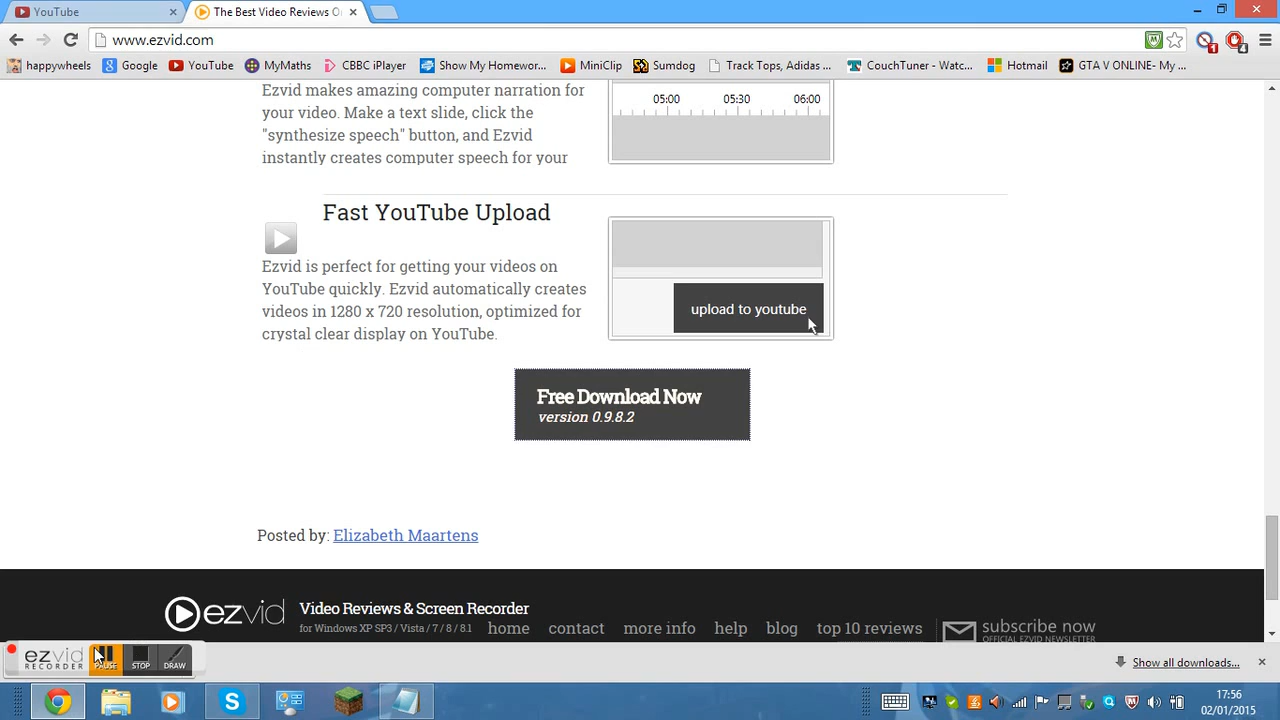 YouTube
The Best Video Reviews O
www.ezvid.com
happywheels Google YouTube MyMaths CBBC iPlayer Show My Homewor... MiniClip Sumdog Track Tops, Adidas ... CouchTuner - Watc... Hotmail GTA V ONLINE- My ...
Ezvid makes amazing computer narration for
your video. Make a text slide, click the
"synthesize speech" button, and Ezvid
instantly creates computer speech for your
05:00 05:30 06:00
Fast YouTube Upload
Ezvid is perfect for getting your videos on
YouTube quickly. Ezvid automatically creates
videos in 1280 x 720 resolution, optimized for
crystal clear display on YouTube.
upload to youtube
Free Download Now
version 0.9.8.2
Posted by: Elizabeth Maartens
ezvid Video Reviews & Screen Recorder
for Windows XP SP3 / Vista / 7 / 8 / 8.1 home contact more info help blog top 10 reviews
subscribe now
OFFICIAL EZVID NEWSLETTER
ezvid
RECORDER
PAUSE STOP DRAW
Show all downloads...
17:56
02/01/2015